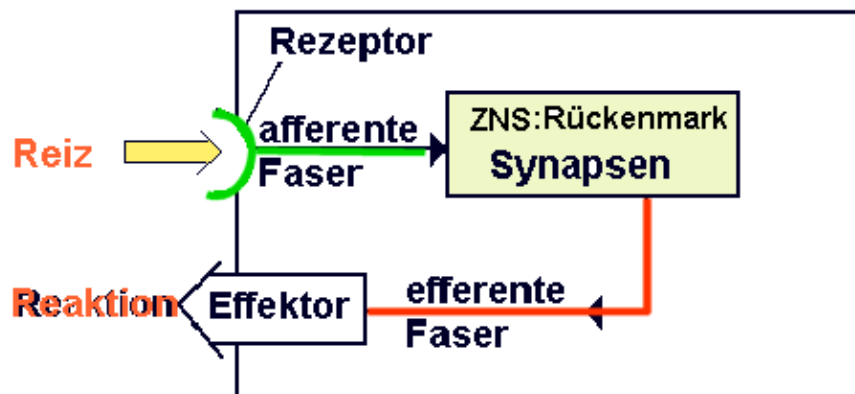 Rezeptor
Reiz
afferente
Faser
ZNS:Rückenmark
Synapsen
Reaktion
Effektor
efferente
Faser